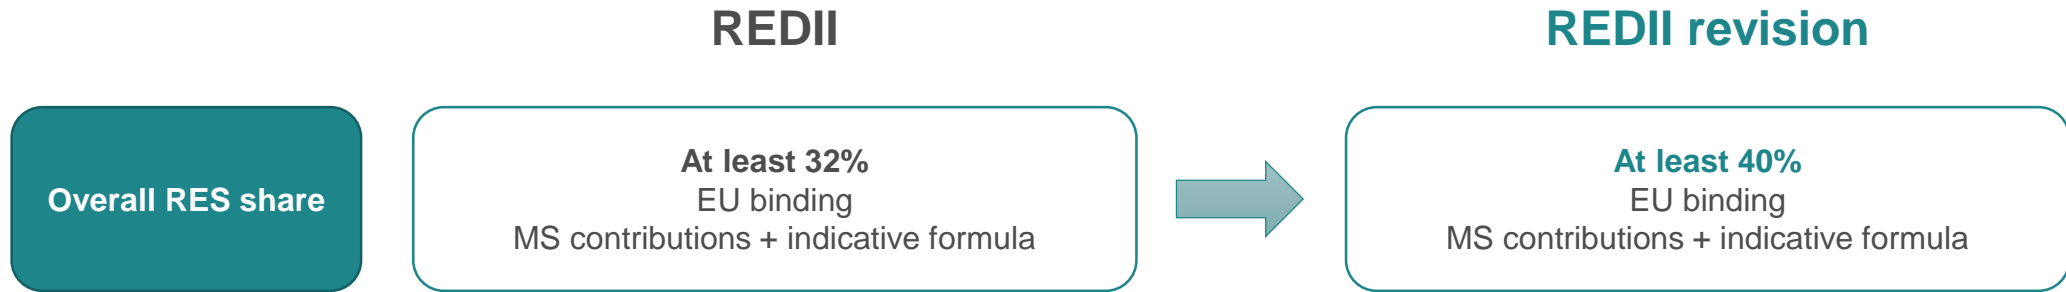 REDII
REDII revision
Overall RES share
At least 32%
EU binding
MS contributions + indicative formula
At least 40%
EU binding
MS contributions + indicative formula